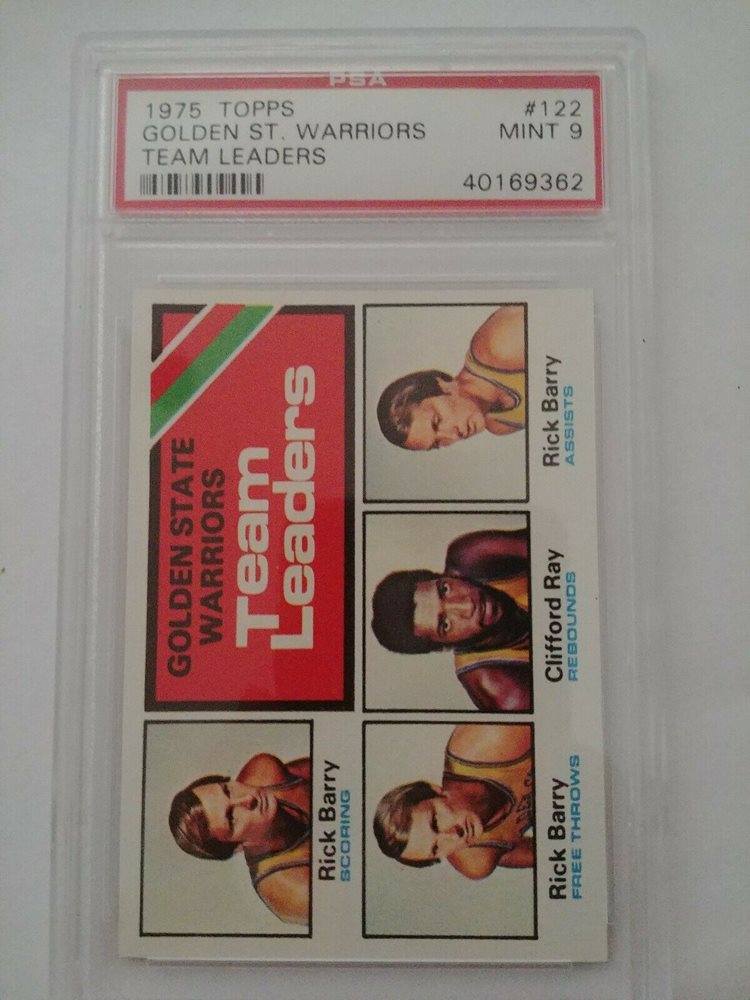 PSA
1975 TOPPS #122
GOLDEN ST. WARRIORS MINT 9
TEAM LEADERS
40169362
GOLDEN STATE
WARRIORS
Team
Leaders
Rick Barry
SCORING
Rick Barry
FREE THROWS
Clifford Ray
REBOUNDS
Rick Barry
ASSISTS